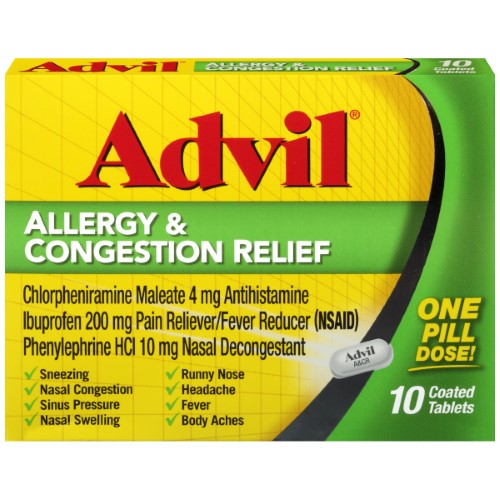 Advil® ALLERGY & CONGESTION RELIEF 10 Coated Tablets
Advil®
ALLERGY &
CONGESTION RELIEF
Chlorpheniramine Maleate 4 mg Antihistamine
Ibuprofen 200 mg Pain Reliever/Fever Reducer (NSAID)
Phenylephrine HCl 10 mg Nasal Decongestant
✓ Sneezing
✓ Nasal Congestion
✓ Sinus Pressure
✓ Nasal Swelling
✓ Runny Nose
✓ Headache
✓ Fever
✓ Body Aches
Advil
A&CR
ONE
PILL
DOSE!
10 Coated
Tablets